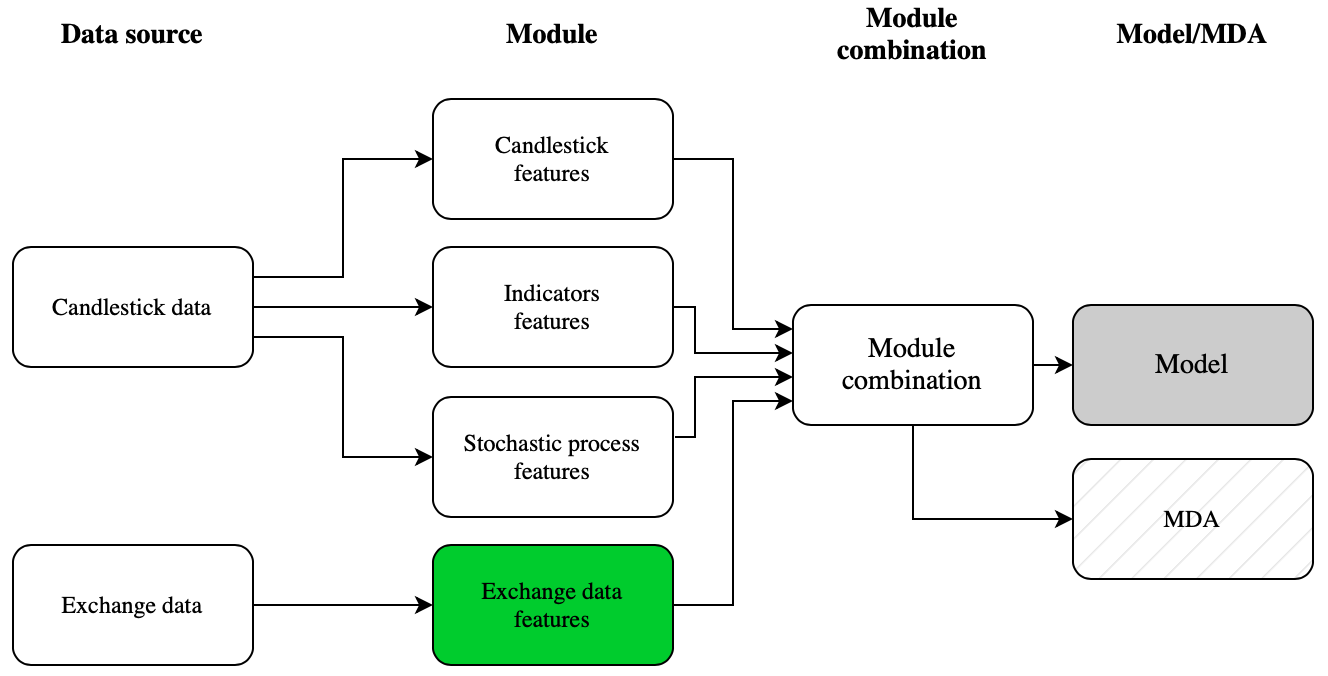 Data source
Module
Module
combination
Model/MDA
Candlestick data
Exchange data
Candlestick
features
Indicators
features
Stochastic process
features
Exchange data
features
Module
combination
Model
MDA